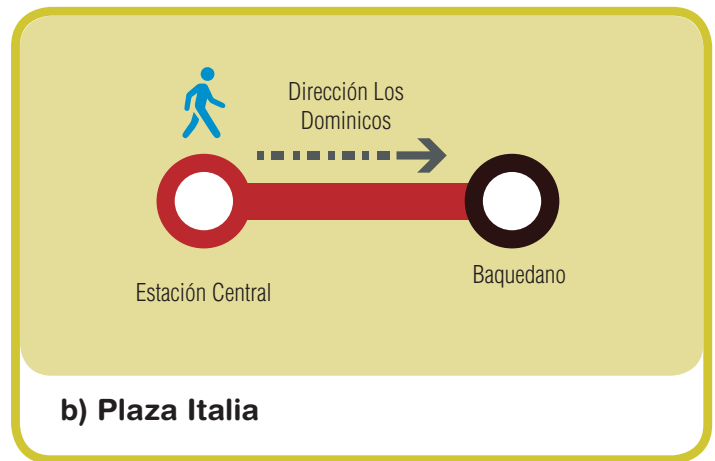 Dirección Los
Dominicos
Estación Central
Baquedano
b) Plaza Italia